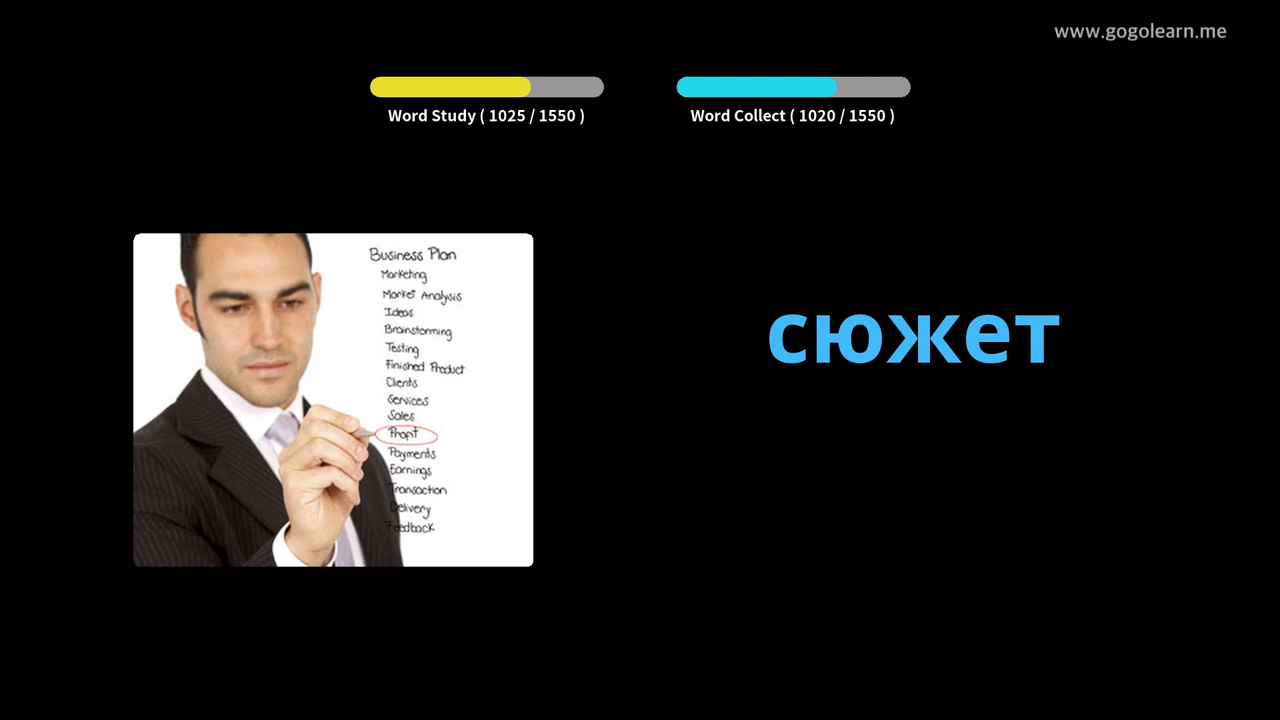 www.gogolearn.me
Word Study ( 1025 / 1550 )
Word Collect ( 1020 / 1550 )
Business Plan
Marketing
Market Analysis
Ideas
Brainstorming
Testing
Finished Product
Clients
Services
Sales
Profit
Payments
Earnings
Transaction
Delivery
Feedback
сюжет